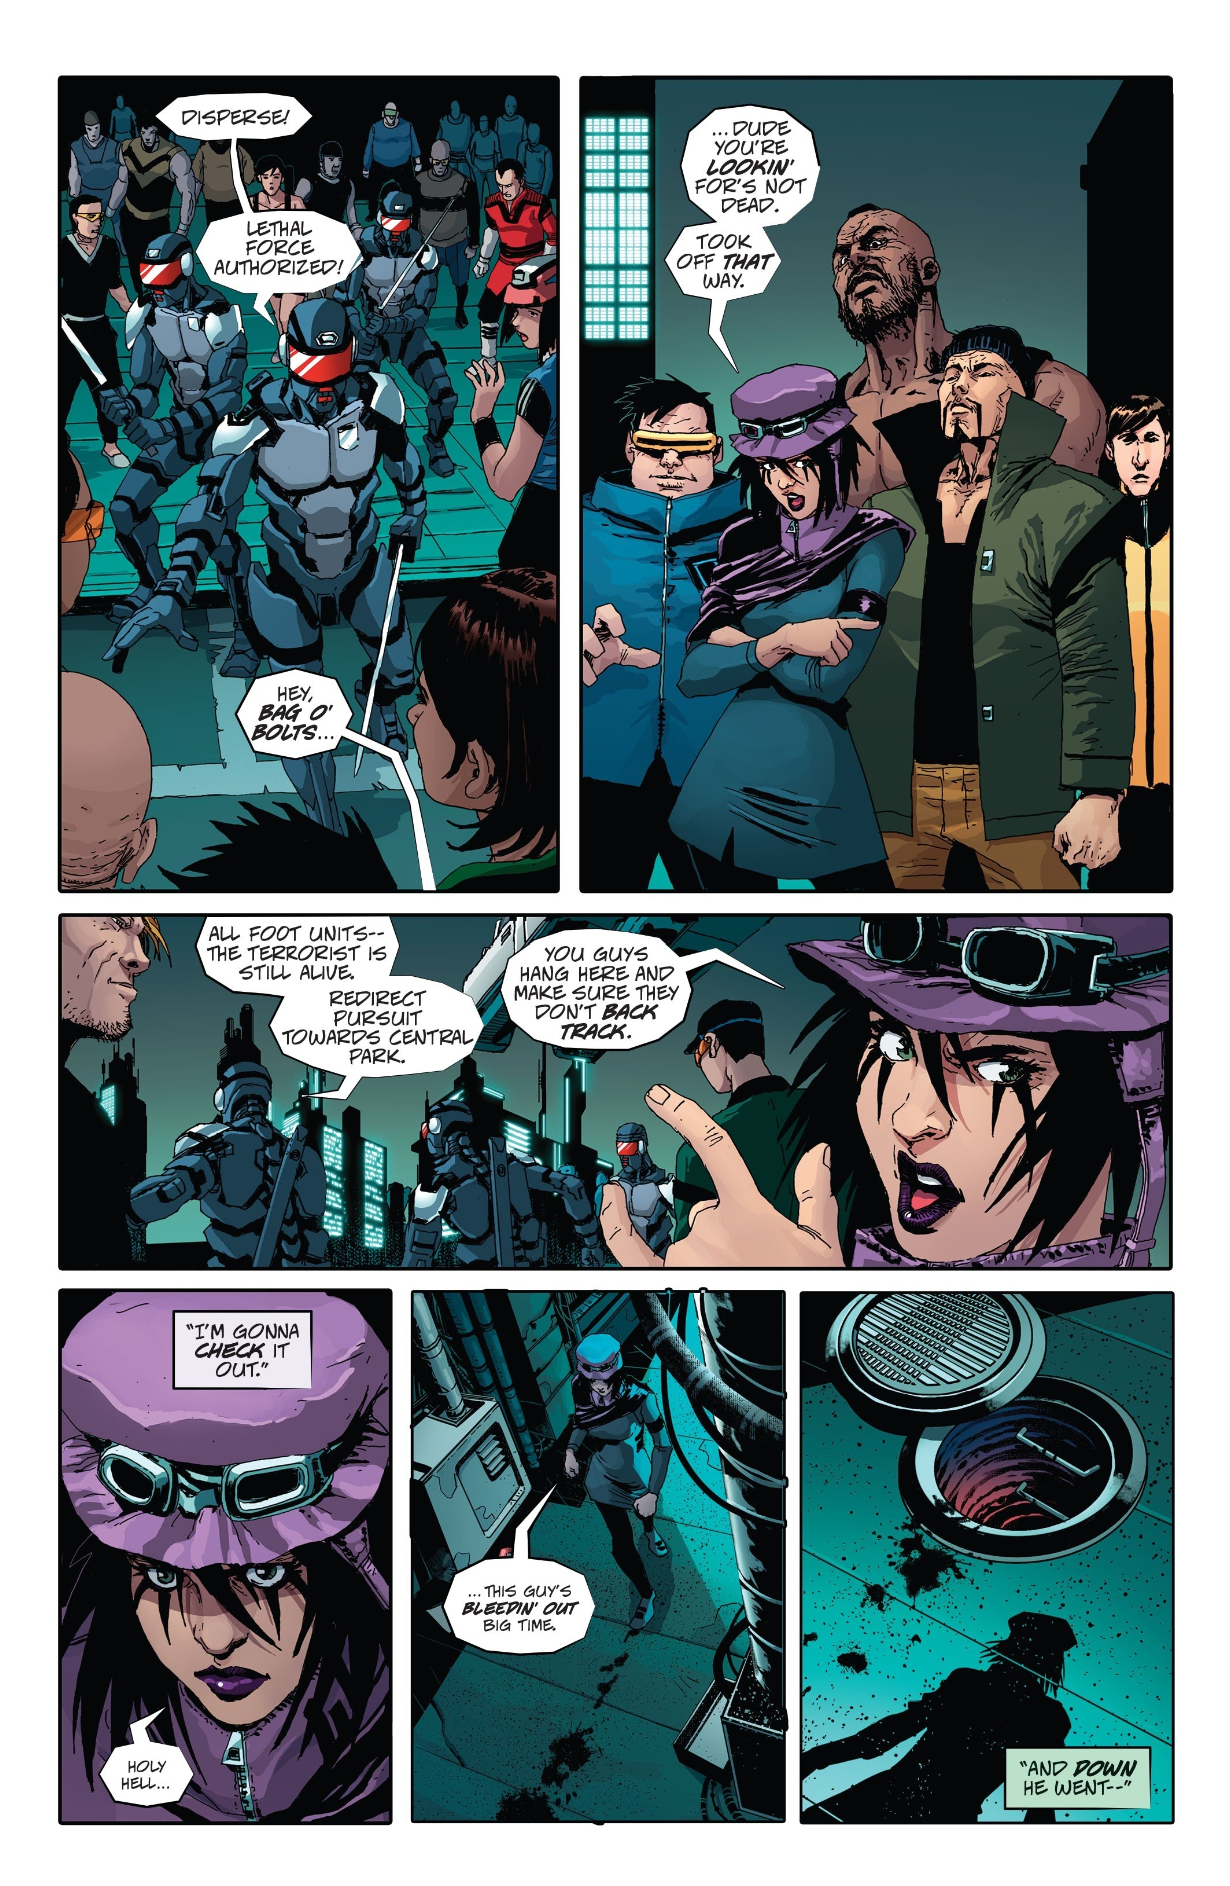 DISPERSE!
LETHAL
FORCE
AUTHORIZED!
HEY,
BAG O'
BOLTS...
...DUDE
YOU'RE
LOOKIN'
FOR'S NOT
DEAD.
TOOK
OFF THAT
WAY.
ALL FOOT UNITS--
THE TERRORIST IS
STILL ALIVE.
REDIRECT
PURSUIT
TOWARDS CENTRAL
PARK.
YOU GUYS
HANG HERE AND
MAKE SURE THEY
DON'T BACK
TRACK.
"I'M GONNA
CHECK IT
OUT."
HOLY
HELL...
...THIS GUY'S
BLEEDIN' OUT
BIG TIME.
"AND DOWN
HE WENT--"